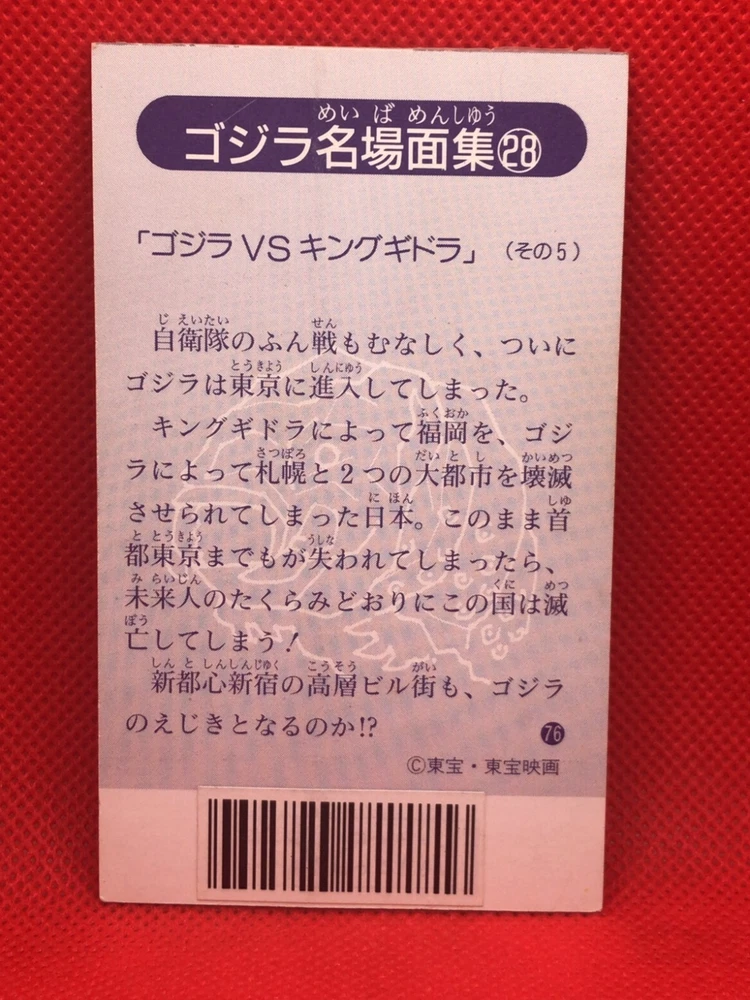 めいばめんしゅう
ゴジラ名場面集㉘
「ゴジラVSキングギドラ」(その5)
じえいたい せん
自衛隊のふん戦もむなしく、ついに
とうきょう しんにゅう
ゴジラは東京に進入してしまった。
ふくおか
キングギドラによって福岡を、ゴジ
さっぽろ だいとし かいめつ
ラによって札幌と2つの大都市を壊滅
にほん しゅ
させられてしまった日本。このまま首
ととうきょう うしな
都東京までもが失われてしまったら、
みらいじん くに めつ
未来人のたくらみどおりにこの国は滅
ぼう
亡してしまう!
しんとしんしんじゅく こうそう がい
新都心新宿の高層ビル街も、ゴジラ
のえじきとなるのか!?
76
©東宝・東宝映画